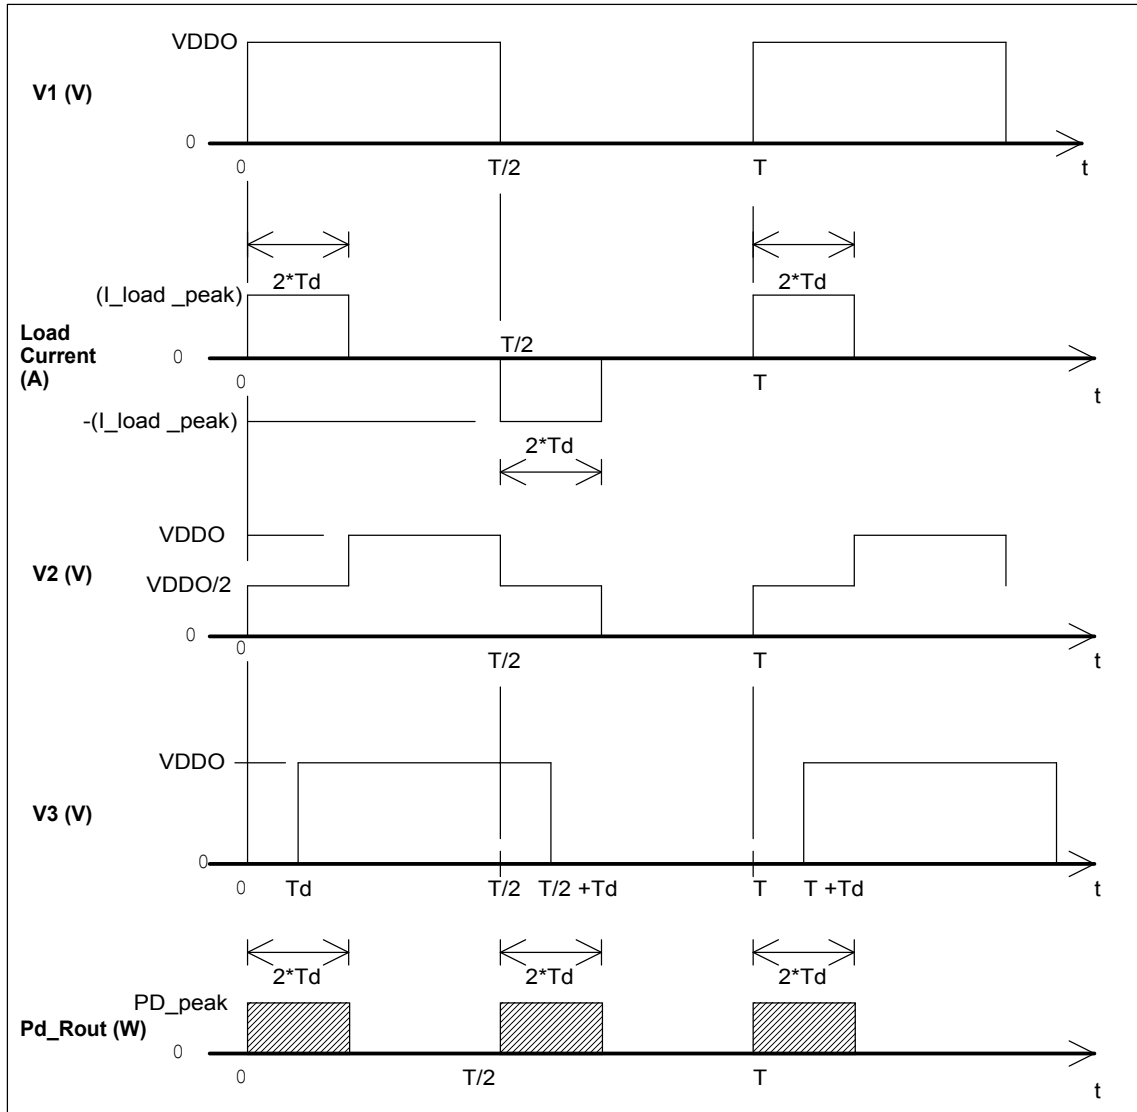 VDDO
V1 (V)
0
0
T/2
T
t
2*Td
2*Td
(I_load _peak)
Load
Current
(A)
0
T/2
0
T
t
-(I_load _peak)
2*Td
VDDO
V2 (V)
VDDO/2
0
0
T/2
T
t
VDDO
V3 (V)
0
0
Td
T/2
T/2 +Td
T
T +Td
t
2*Td
2*Td
2*Td
PD_peak
Pd_Rout (W)
0
0
T/2
T
t